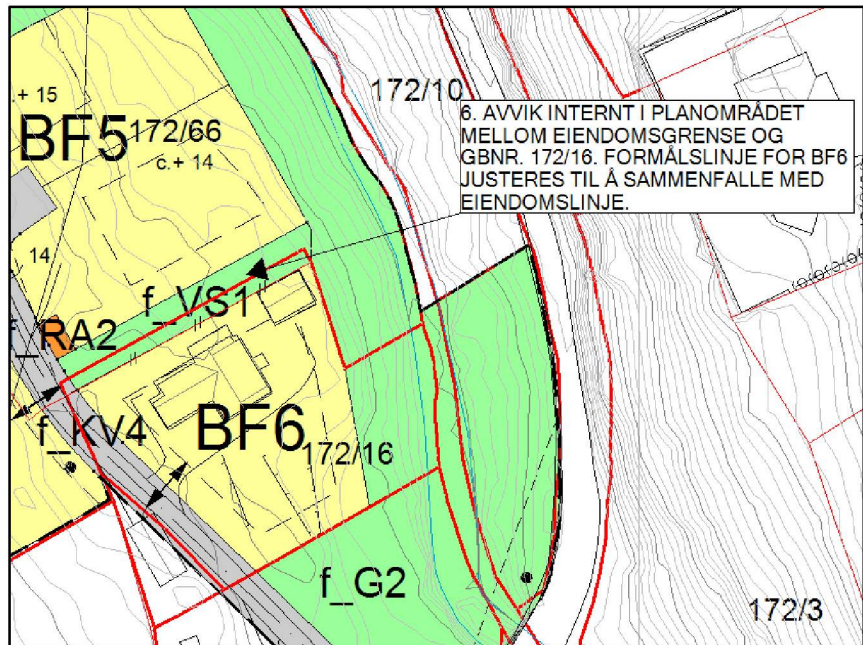 .+ 15
BF5
172/66
c.+ 14
172/10
6. AVVIK INTERNT I PLANOMRÅDET
MELLOM EIENDOMSGRENSE OG
GBNR. 172/16. FORMÅLSLINJE FOR BF6
JUSTERES TIL Å SAMMENFALLE MED
EIENDOMSLINJE.
14
f_VS1
f_RA2
f_KV4
BF6
172/16
f_G2
172/3